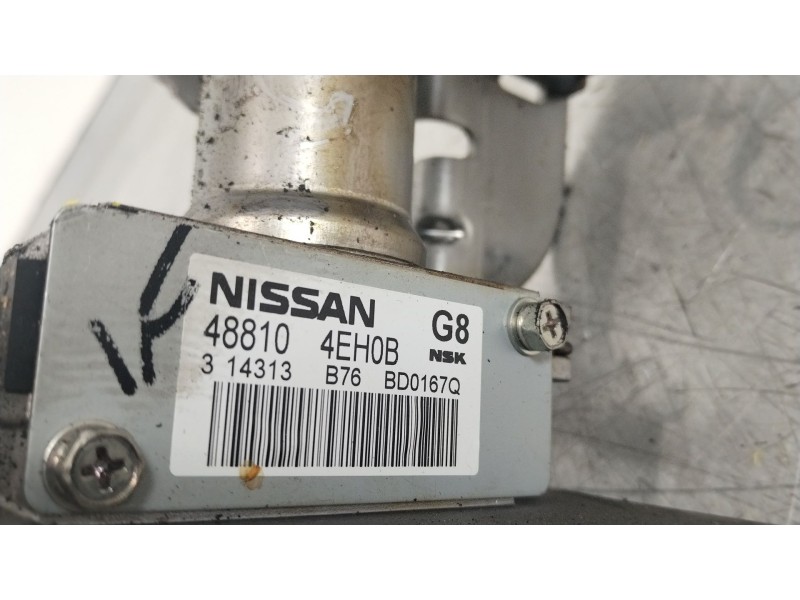 NISSAN G8
48810 4EH0B NSK
3 14313 B76 BD0167Q